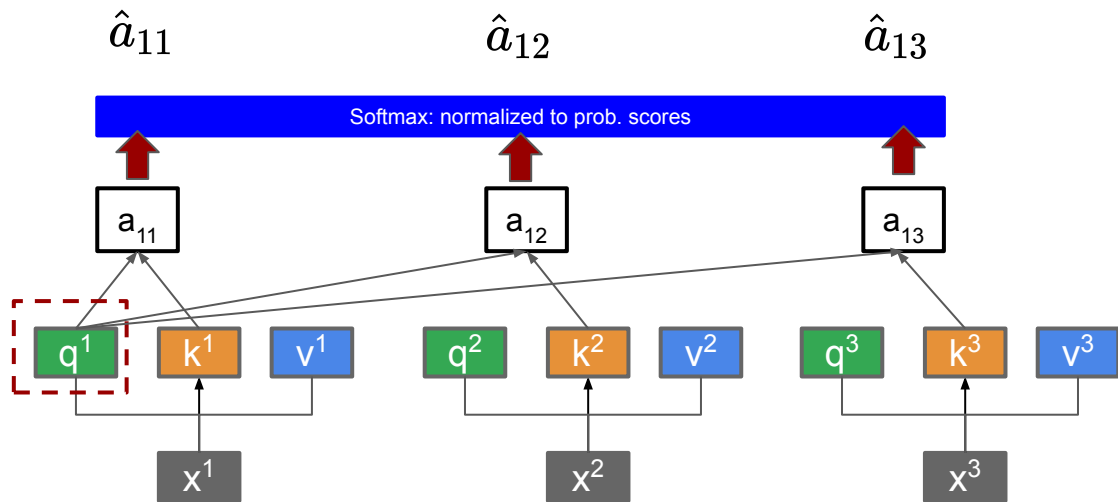 â₁₁ â₁₂ â₁₃
Softmax: normalized to prob. scores
a₁₁ a₁₂ a₁₃
q¹ k¹ v¹ q² k² v² q³ k³ v³
x¹ x² x³